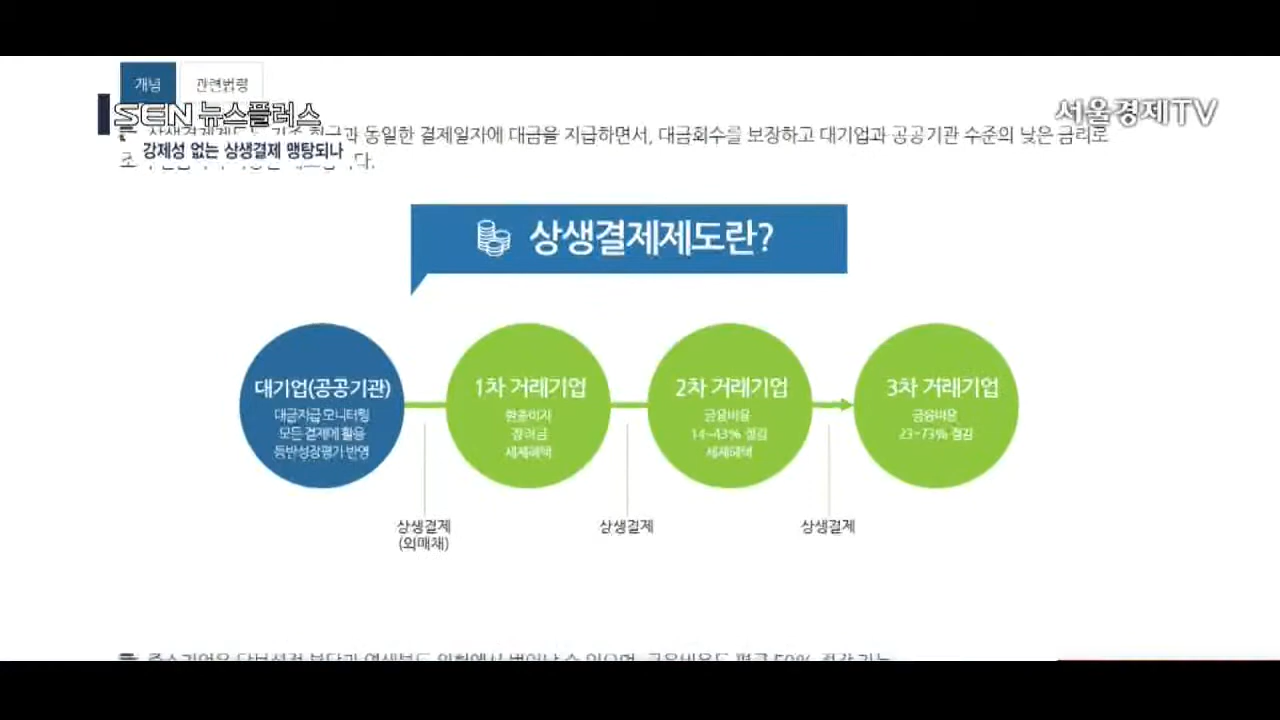 개념 관련법령
SEN 뉴스플러스
서울경제TV
과 동일한 결제일자에 대금을 지급하면서, 대금회수를 보장하고 대기업과 공공기관 수준의 낮은 금리로
강제성 없는 상생결제 맹탕되나
상생결제제도란?
대기업(공공기관)
대금지급 모니터링
모든 결제에 활용
동반성장평가 반영
1차 거래기업
환출이자
장려금
세제혜택
2차 거래기업
금융비용
14~43% 절감
세제혜택
3차 거래기업
금융비용
23~73% 절감
상생결제
(외매채)
상생결제
상생결제